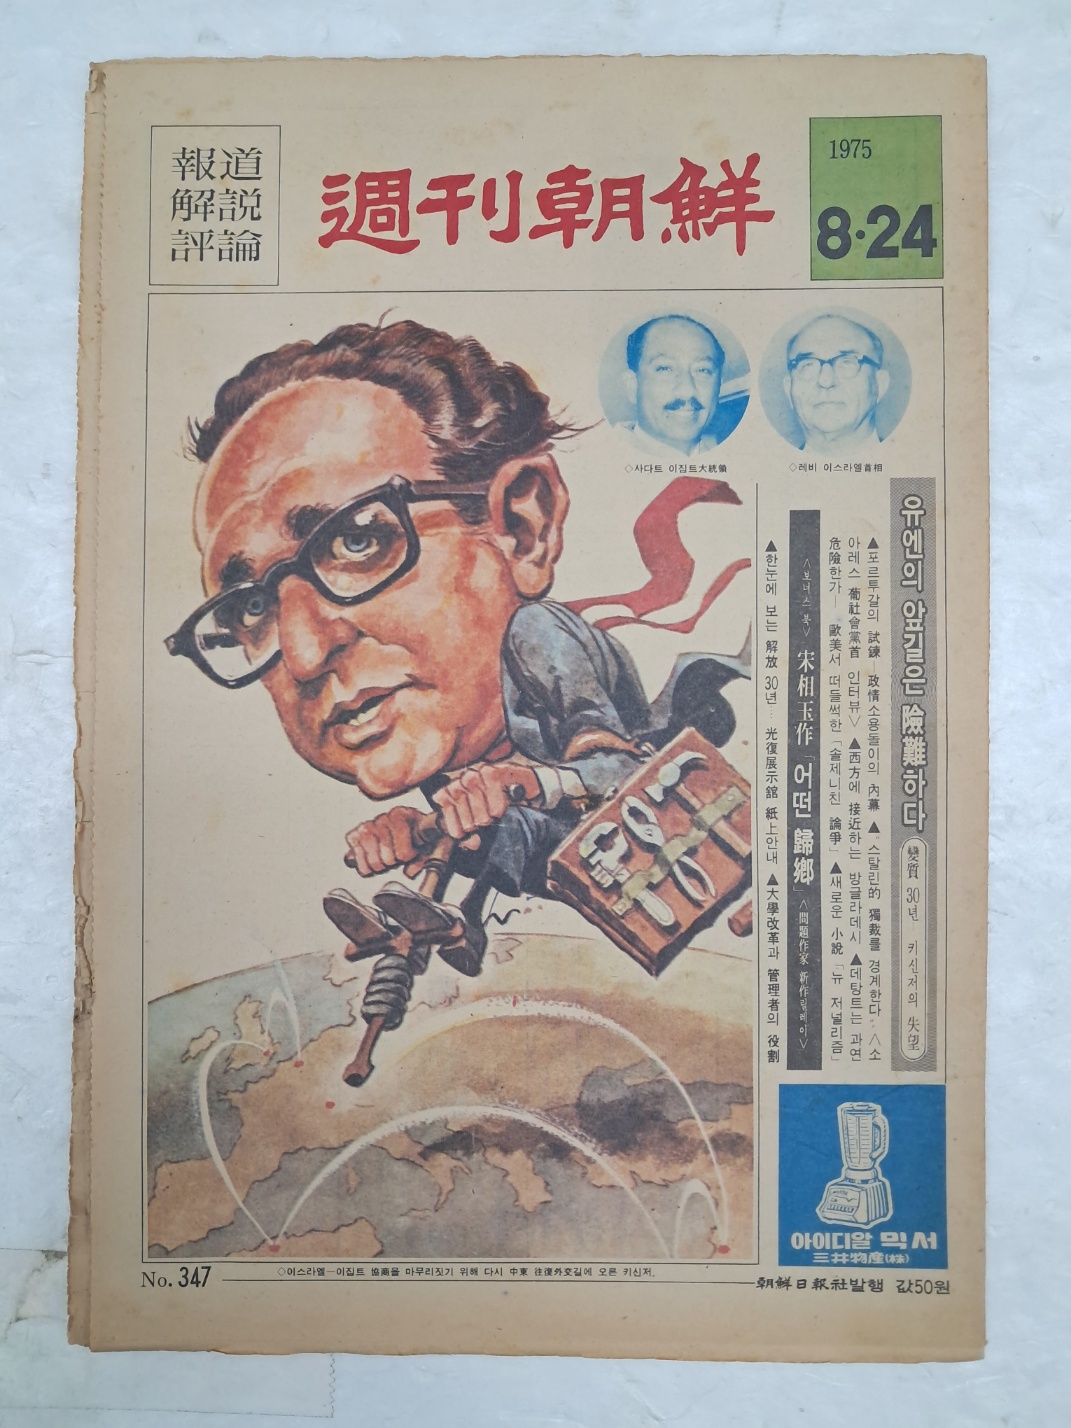 報道
解説
評論
週刊朝鮮
1975
8·24
◇사다트 이집트大統領
◇레비 이스라엘首相
유엔의 앞길은 險難하다
變質 30년— 키신저의 失望
▲포르투갈의 試鍊—政情소용돌이의 內幕 ▲스탈린的 獨裁를 경계한다… <소
아레스 葡社會黨首 인터뷰> ▲西方에 接近하는 방글라데시 ▲데탕트는 과연
危險한가— 歐美서 떠들썩한「솔제니친 論爭」 ▲새로운 小說「뉴 저널리즘」
<보너스 북> 宋相玉作「어떤 歸鄉」 <問題作家 新作릴레이>
▲한눈에 보는 解放 30년… 光復展示舘 紙上안내 ▲大學改革과 管理者의 役割
아이디알 믹서
三井物産(株)
No. 347
◇이스라엘—이집트 協商을 마무리짓기 위해 다시 中東 往復外交길에 오른 키신저.
朝鮮日報社발행 값50원